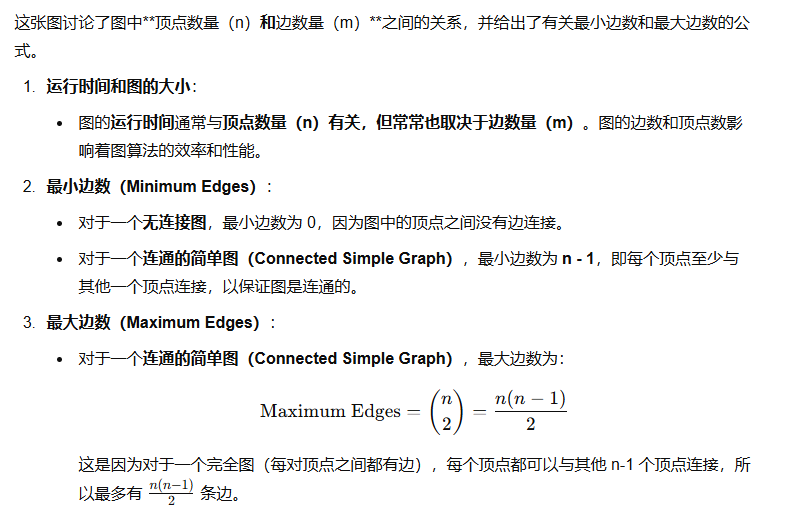 这张图讨论了图中**顶点数量（n）和边数量（m）**之间的关系，并给出了有关最小边数和最大边数的公
式。
1. 运行时间和图的大小：
• 图的运行时间通常与顶点数量（n）有关，但常常也取决于边数量（m）。图的边数和顶点数影
响着图算法的效率和性能。
2. 最小边数（Minimum Edges）：
• 对于一个无连接图，最小边数为 0，因为图中的顶点之间没有边连接。
• 对于一个连通的简单图（Connected Simple Graph），最小边数为 n - 1，即每个顶点至少与
其他一个顶点连接，以保证图是连通的。
3. 最大边数（Maximum Edges）：
• 对于一个连通的简单图（Connected Simple Graph），最大边数为：
Maximum Edges = \binom{n}{2} = \frac{n(n-1)}{2}
这是因为对于一个完全图（每对顶点之间都有边），每个顶点都可以与其他 n-1 个顶点连接，所
以最多有 \frac{n(n-1)}{2} 条边。